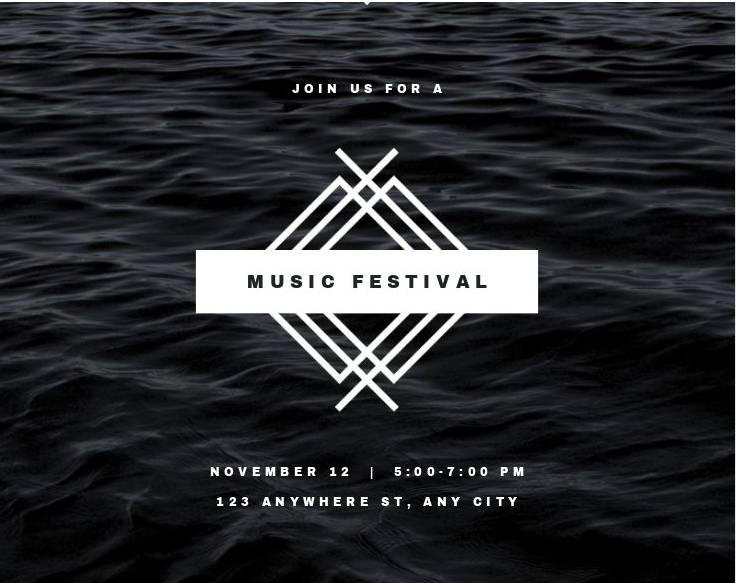 JOIN US FOR A
MUSIC FESTIVAL
NOVEMBER 12 | 5:00-7:00 PM
123 ANYWHERE ST, ANY CITY